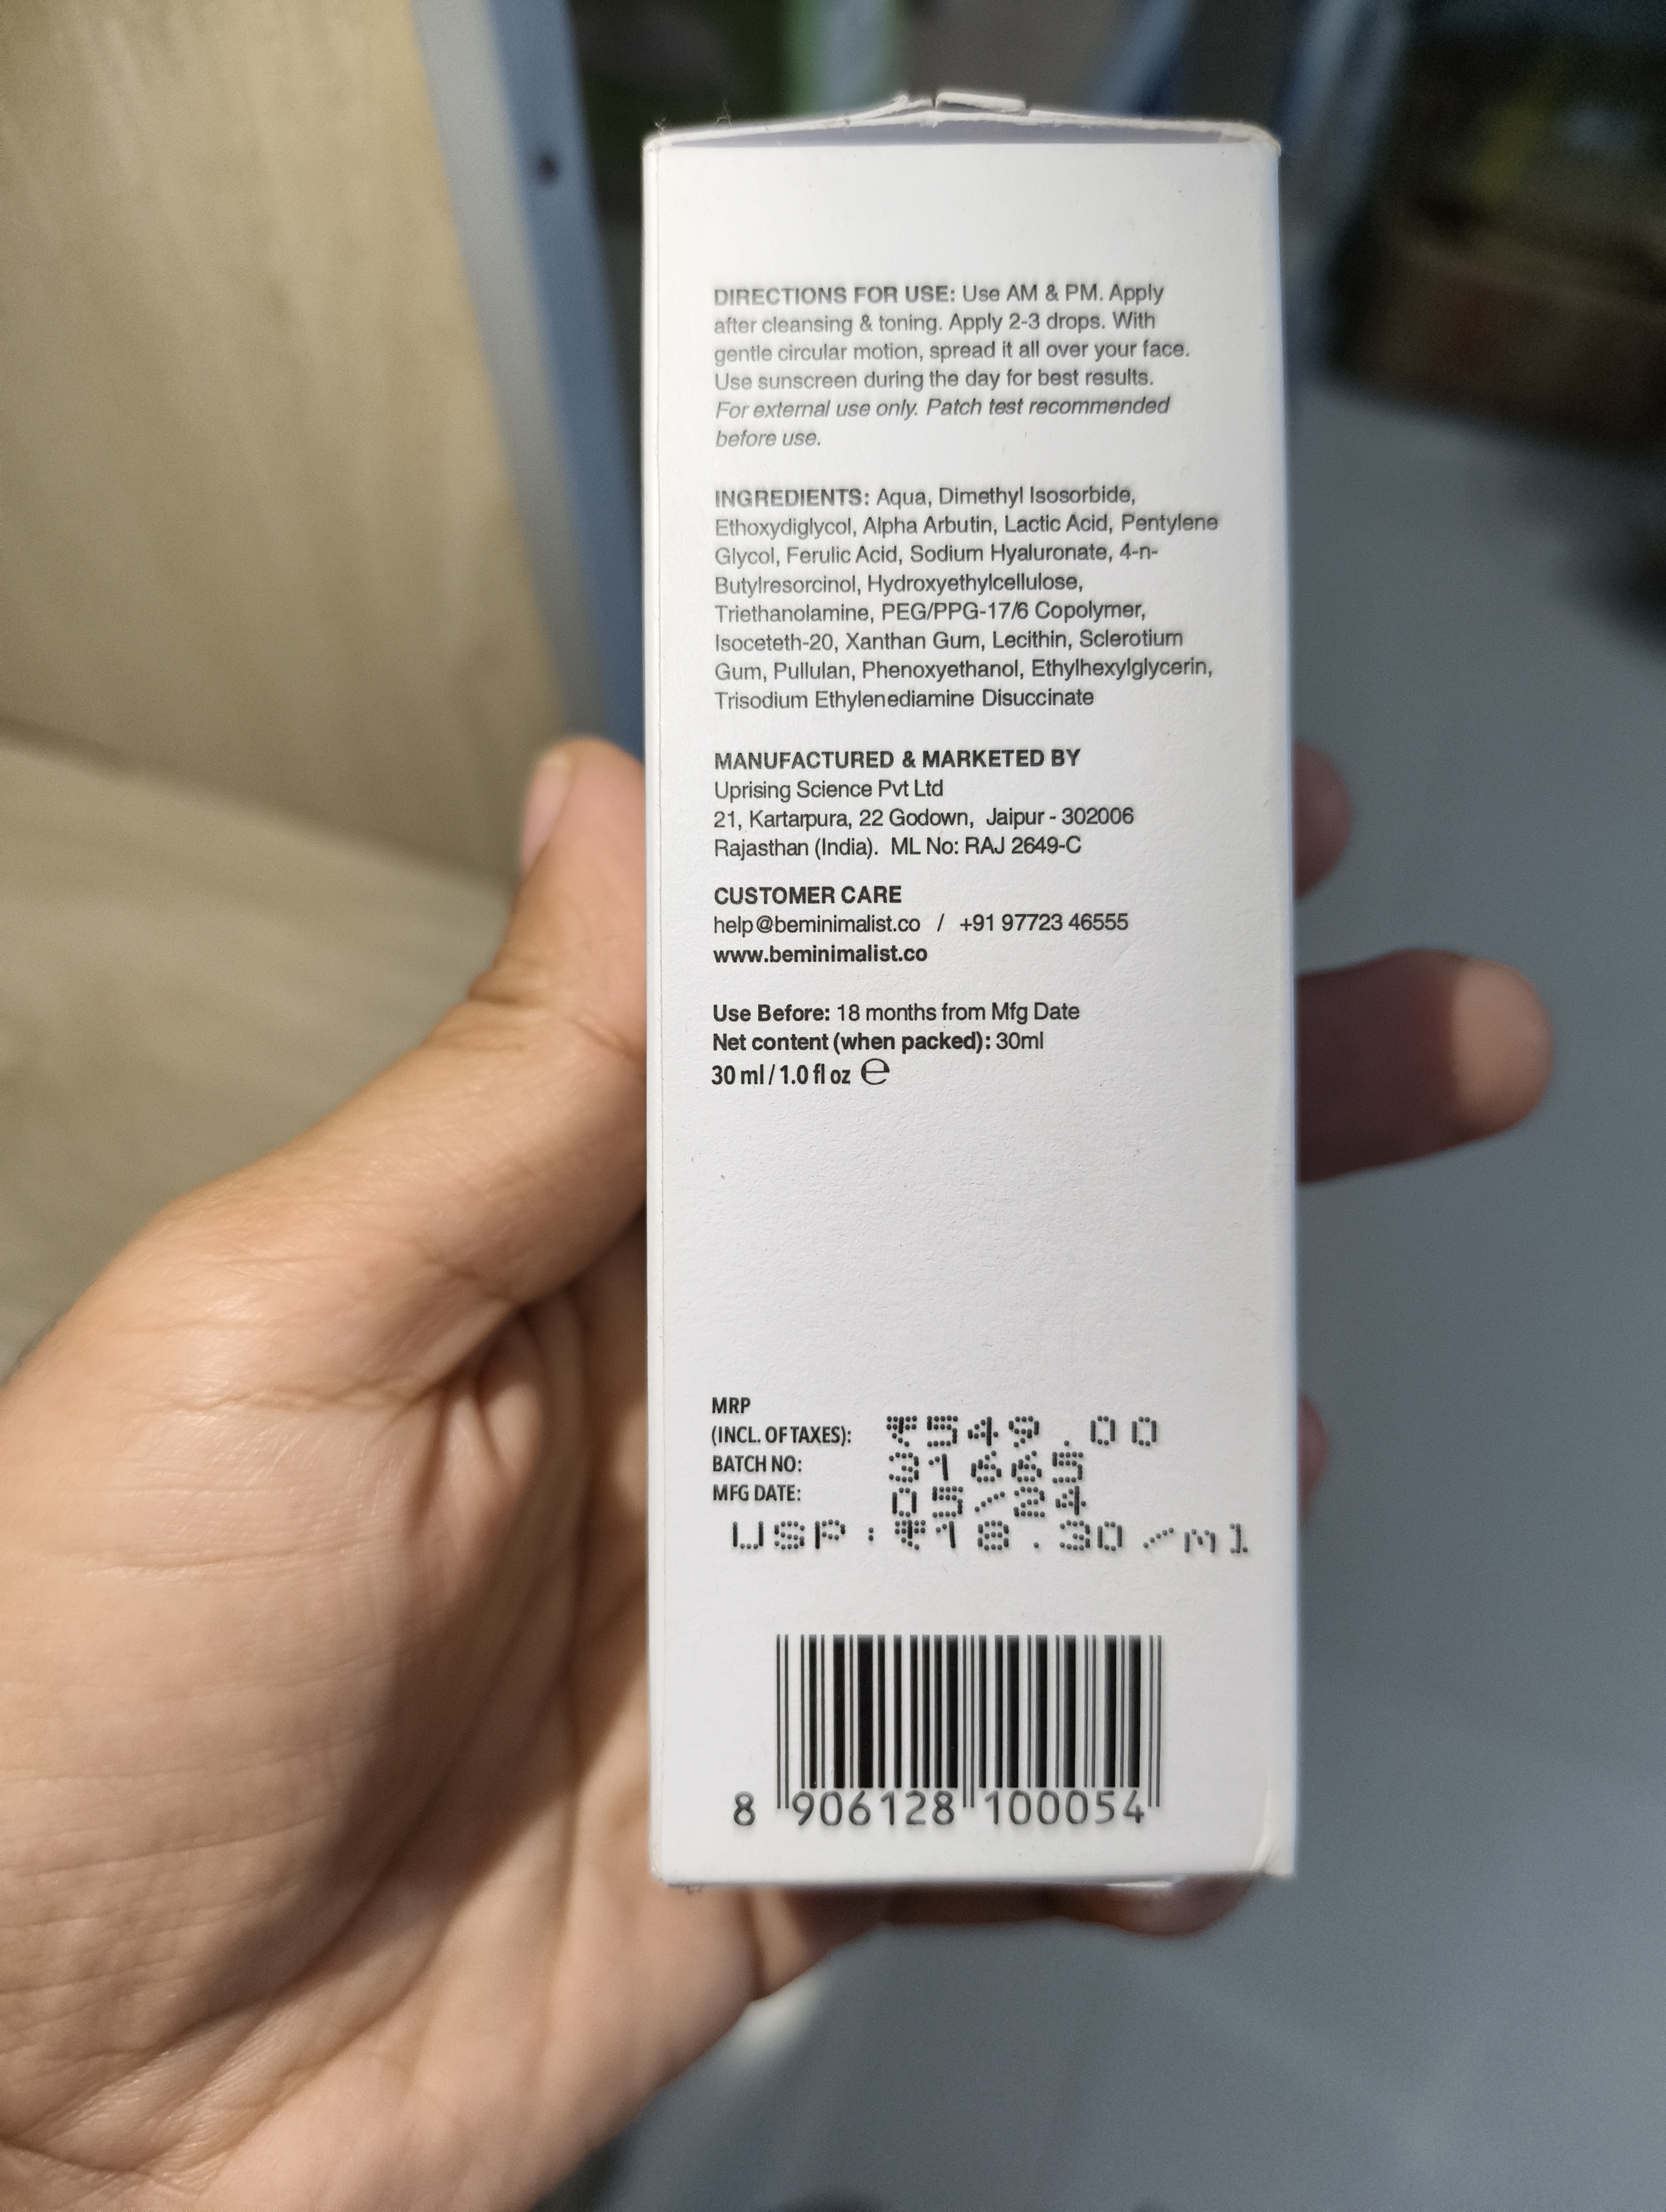 DIRECTIONS FOR USE: Use AM & PM. Apply
after cleansing & toning. Apply 2-3 drops. With
gentle circular motion, spread it all over your face.
Use sunscreen during the day for best results.
For external use only. Patch test recommended
before use.
INGREDIENTS: Aqua, Dimethyl Isosorbide,
Ethoxydiglycol, Alpha Arbutin, Lactic Acid, Pentylene
Glycol, Ferulic Acid, Sodium Hyaluronate, 4-n-
Butylresorcinol, Hydroxyethylcellulose,
Triethanolamine, PEG/PPG-17/6 Copolymer,
Isoceteth-20, Xanthan Gum, Lecithin, Sclerotium
Gum, Pullulan, Phenoxyethanol, Ethylhexylglycerin,
Trisodium Ethylenediamine Disuccinate
MANUFACTURED & MARKETED BY
Uprising Science Pvt Ltd
21, Kartarpura, 22 Godown, Jaipur - 302006
Rajasthan (India). ML No: RAJ 2649-C
CUSTOMER CARE
help@beminimalist.co / +91 97723 46555
www.beminimalist.co
Use Before: 18 months from Mfg Date
Net content (when packed): 30ml
30 ml / 1.0 fl oz ℮
MRP
(INCL. OF TAXES): ₹549.00
BATCH NO: 31665
MFG DATE: 05/24
USP:₹18.30/ml
8 906128 100054